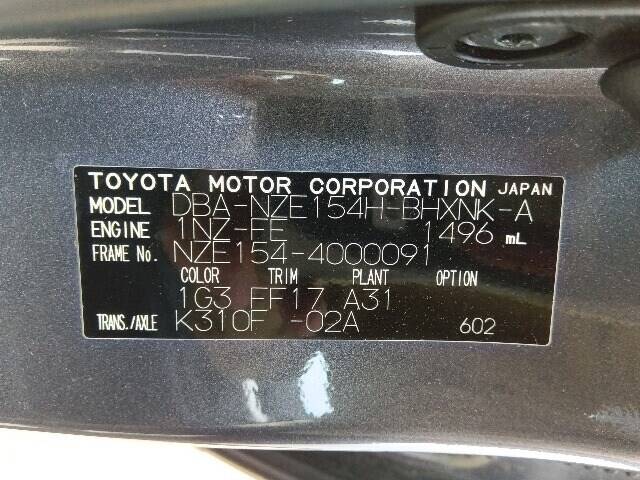 TOYOTA MOTOR CORPORATION JAPAN
MODEL DBA-NZE154H-BHXNK-A
ENGINE 1NZ-FE 1496 mL
FRAME No. NZE154-4000091
COLOR TRIM PLANT OPTION
1G3 FF17 A31
TRANS./AXLE K310F -02A 602